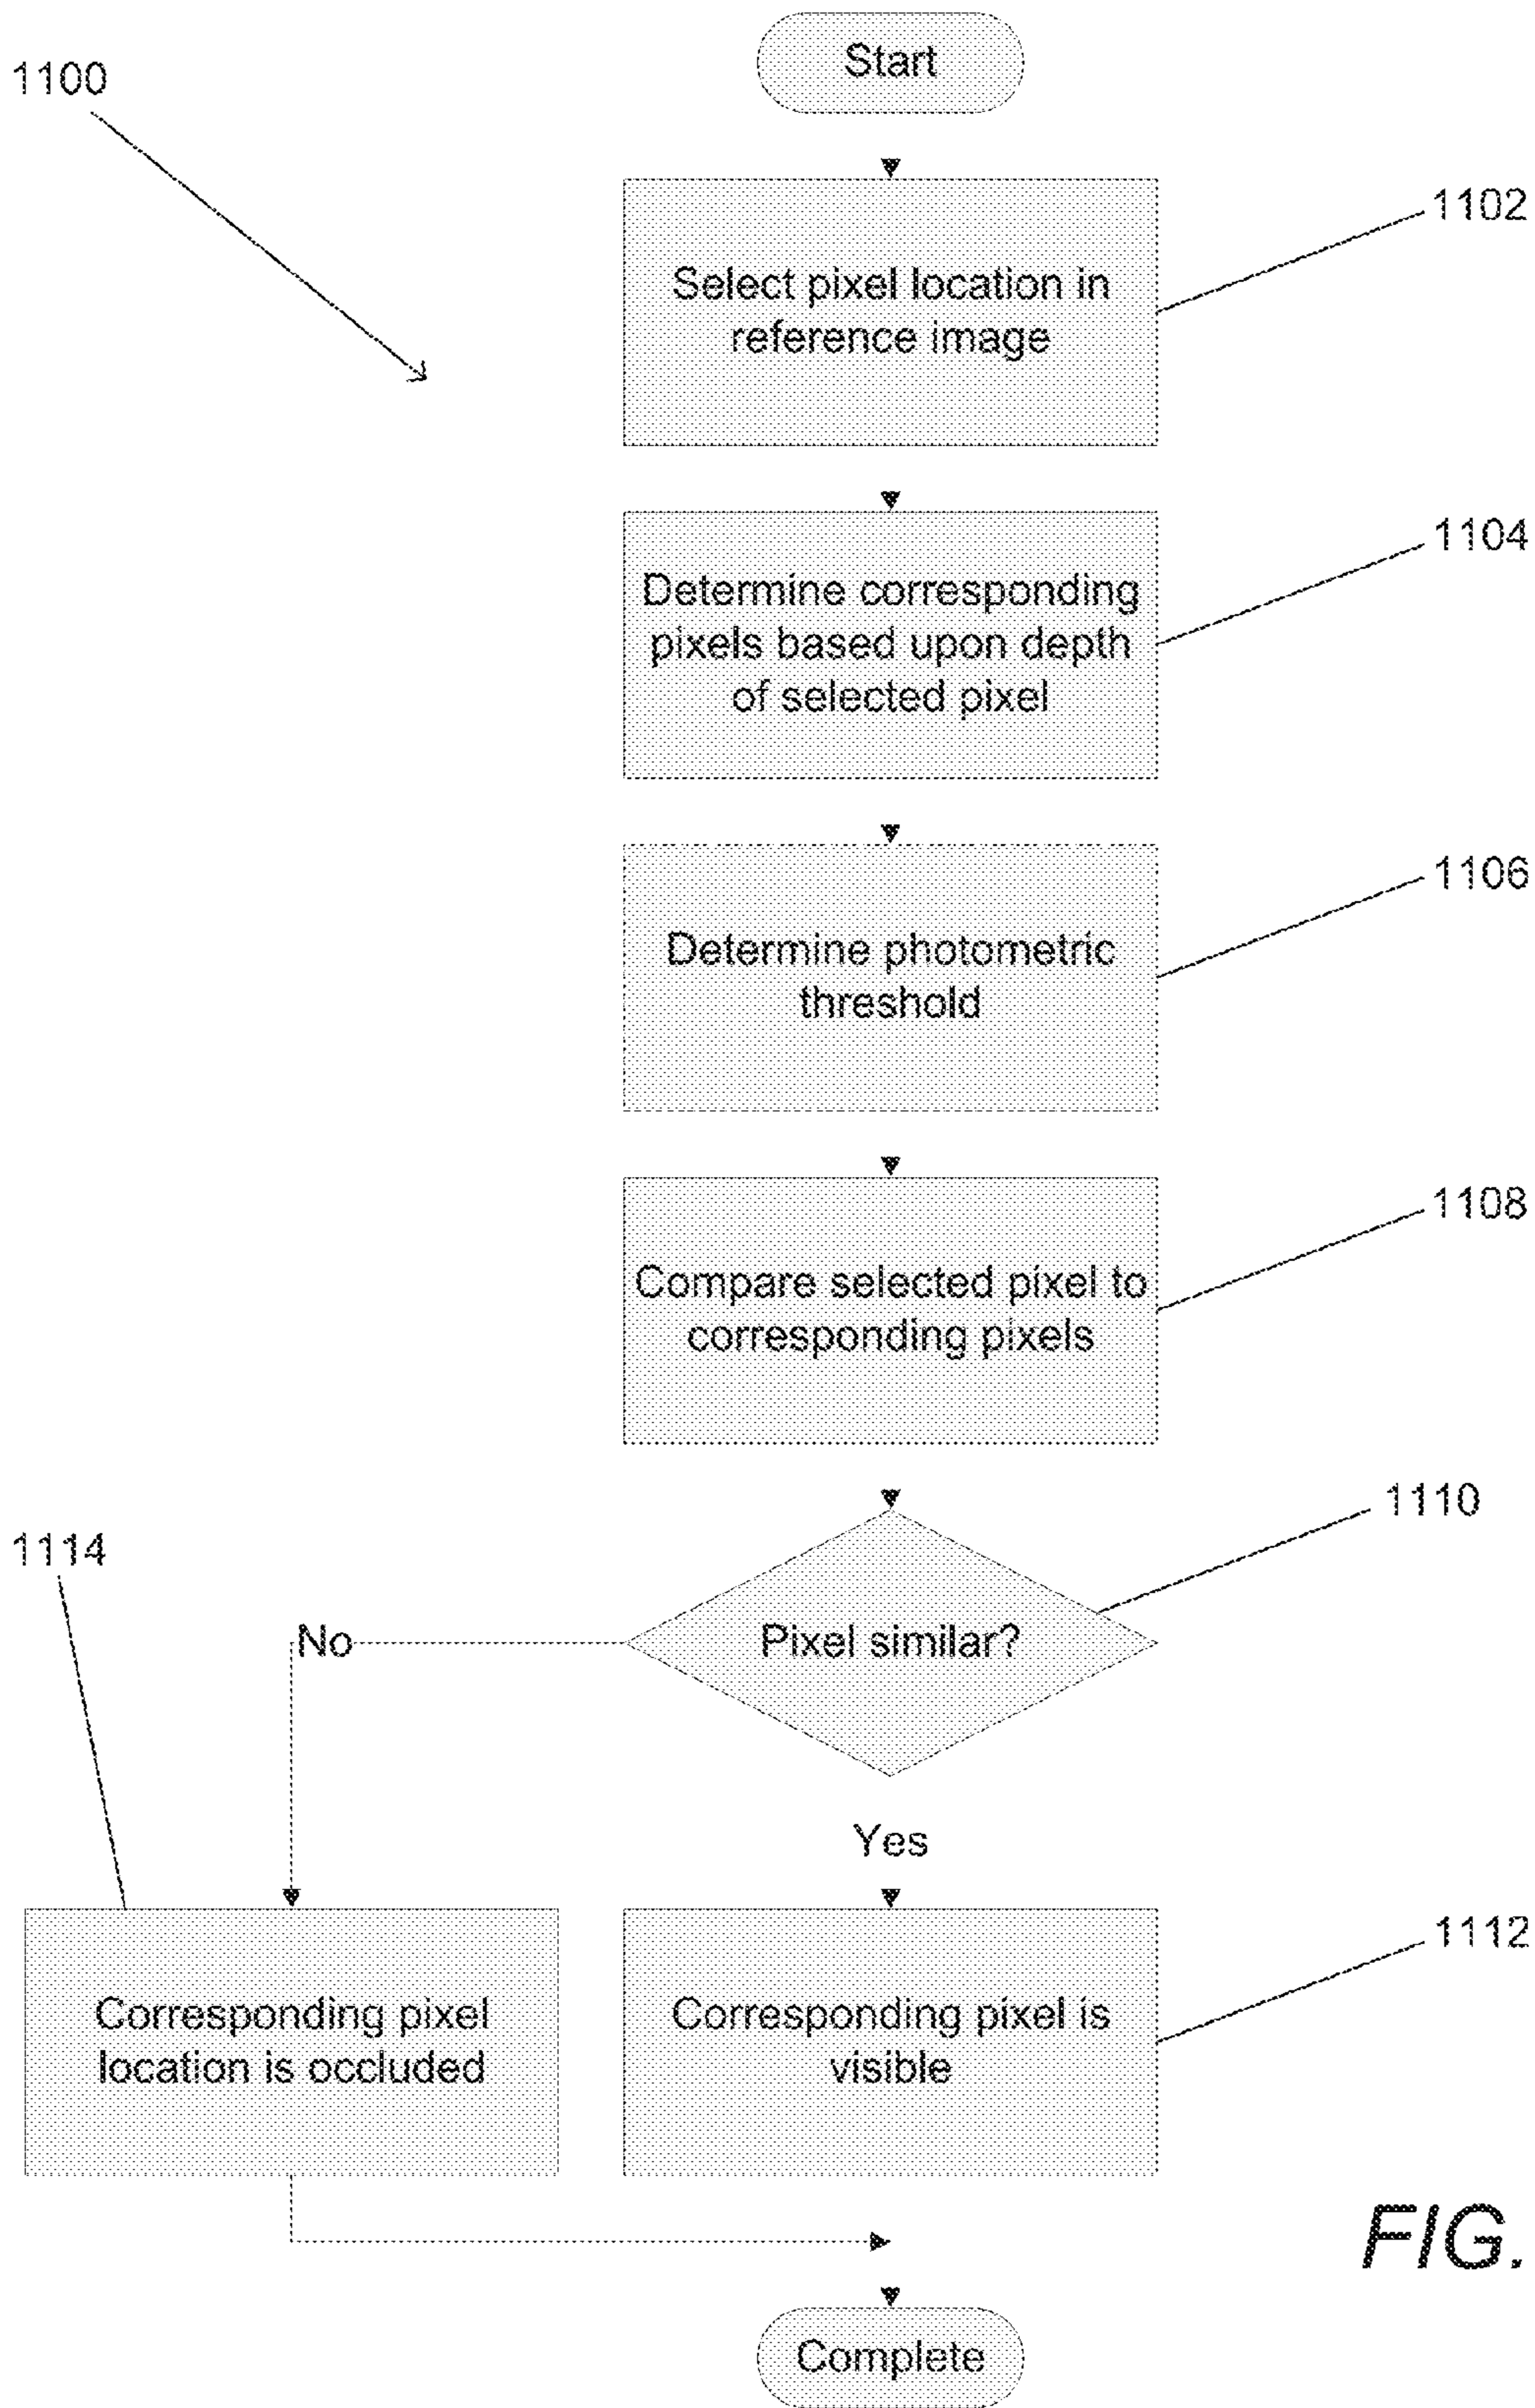 Start
1100
1102
Select pixel location in
reference image
1104
Determine corresponding
pixels based upon depth
of selected pixel
1106
Determine photometric
threshold
1108
Compare selected pixel to
corresponding pixels
1110
1114
No
Pixel similar?
Yes
1112
Corresponding pixel
location is occluded
Corresponding pixel is
visible
FIG.
Complete